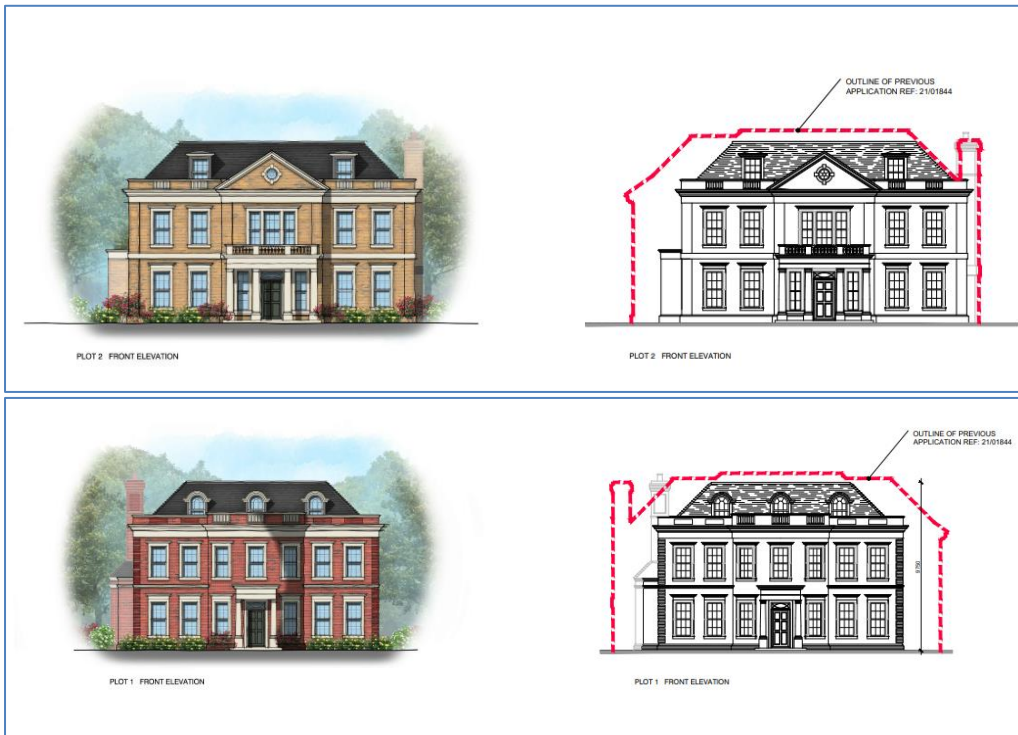 OUTLINE OF PREVIOUS
APPLICATION REF: 21/01844
PLOT 2 FRONT ELEVATION
PLOT 2 FRONT ELEVATION
OUTLINE OF PREVIOUS
APPLICATION REF: 21/01844
9750
PLOT 1 FRONT ELEVATION
PLOT 1 FRONT ELEVATION